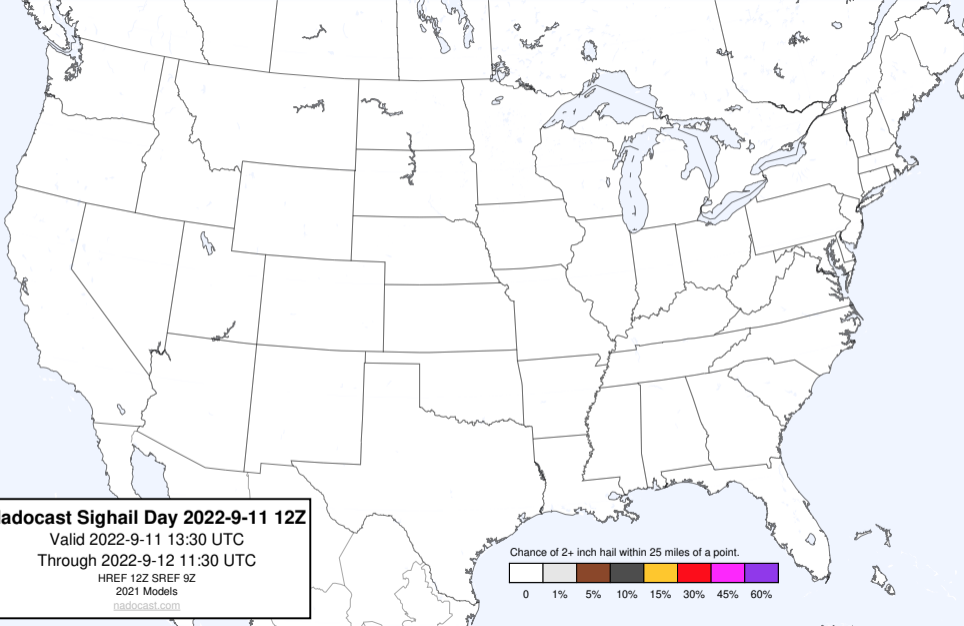 adocast Sighail Day 2022-9-11 12Z
Valid 2022-9-11 13:30 UTC
Through 2022-9-12 11:30 UTC
HREF 12Z SREF 9Z
2021 Models
nadocast.com
Chance of 2+ inch hail within 25 miles of a point.
0 1% 5% 10% 15% 30% 45% 60%